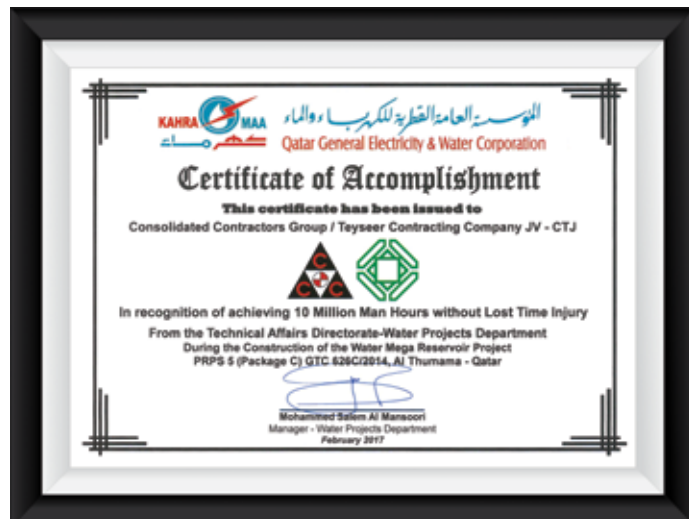 KAHRA MAA
كهرماء
المؤسسة العامة القطرية للكهرباء والماء
Qatar General Electricity & Water Corporation
Certificate of Accomplishment
This certificate has been issued to
Consolidated Contractors Group / Teyseer Contracting Company JV - CTJ
C
C C
In recognition of achieving 10 Million Man Hours without Lost Time Injury
From the Technical Affairs Directorate-Water Projects Department
During the Construction of the Water Mega Reservoir Project
PRPS 5 (Package C) GTC 626C/2014, Al Thumama - Qatar
Mohammed Salem Al Mansoori
Manager - Water Projects Department
February 2017